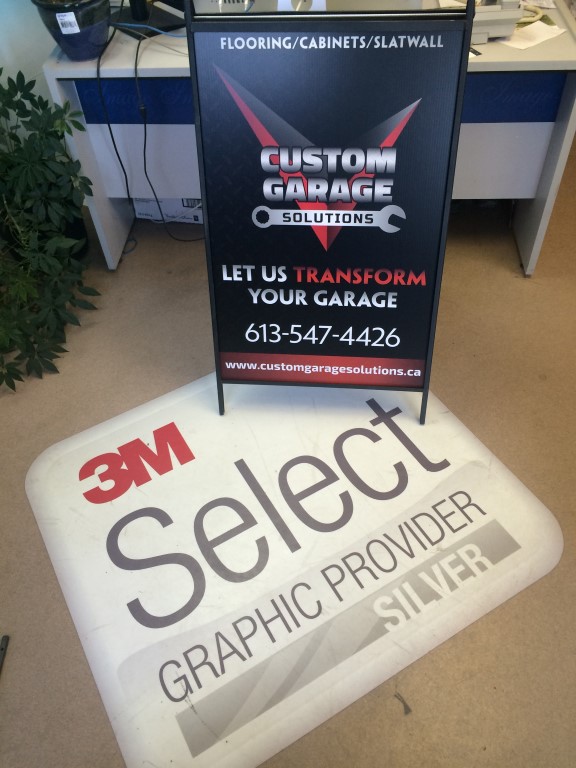 FLOORING/CABINETS/SLATWALL
CUSTOM
GARAGE
SOLUTIONS
LET US TRANSFORM
YOUR GARAGE
613-547-4426
www.customgaragesolutions.ca
3M
Select
GRAPHIC PROVIDER
SILVER